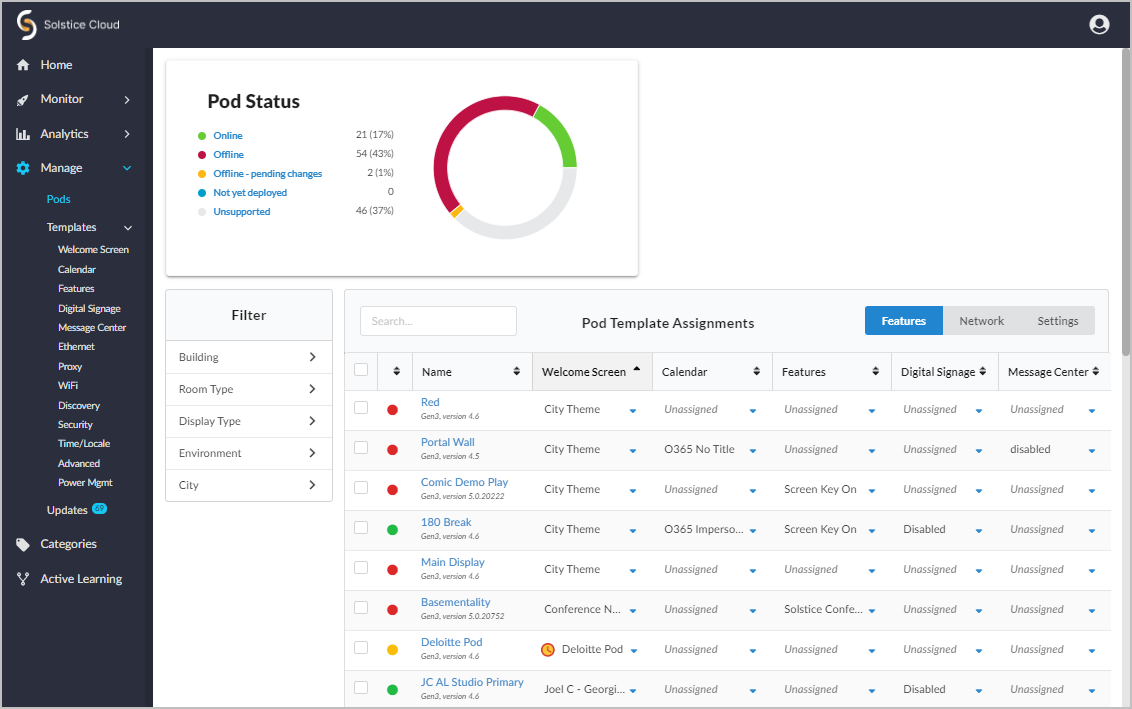 Solstice Cloud
Home
Monitor
Analytics
Manage
Pods
Templates
Welcome Screen
Calendar
Features
Digital Signage
Message Center
Ethernet
Proxy
WiFi
Discovery
Security
Time/Locale
Advanced
Power Mgmt
Updates 69
Categories
Active Learning
Pod Status
Online 21 (17%)
Offline 54 (43%)
Offline - pending changes 2 (1%)
Not yet deployed 0
Unsupported 46 (37%)
Filter
Building
Room Type
Display Type
Environment
City
Search... Pod Template Assignments Features Network Settings
Name Welcome Screen Calendar Features Digital Signage Message Center
Red City Theme Unassigned Unassigned Unassigned Unassigned
Gen3, version 4.6
Portal Wall City Theme O365 No Title Unassigned Unassigned disabled
Gen3, version 4.5
Comic Demo Play City Theme Unassigned Screen Key On Unassigned Unassigned
Gen3, version 5.0.20222
180 Break City Theme O365 Imperso... Screen Key On Disabled Unassigned
Gen3, version 4.6
Main Display City Theme Unassigned Unassigned Unassigned Unassigned
Gen3, version 4.6
Basementality Conference N... Unassigned Solstice Confe... Unassigned Unassigned
Gen3, version 5.0.20752
Deloitte Pod Deloitte Pod Unassigned Unassigned Unassigned Unassigned
Gen3, version 4.6
JC AL Studio Primary Joel C - Georgi... Unassigned Unassigned Disabled Unassigned
Gen3, version 4.6